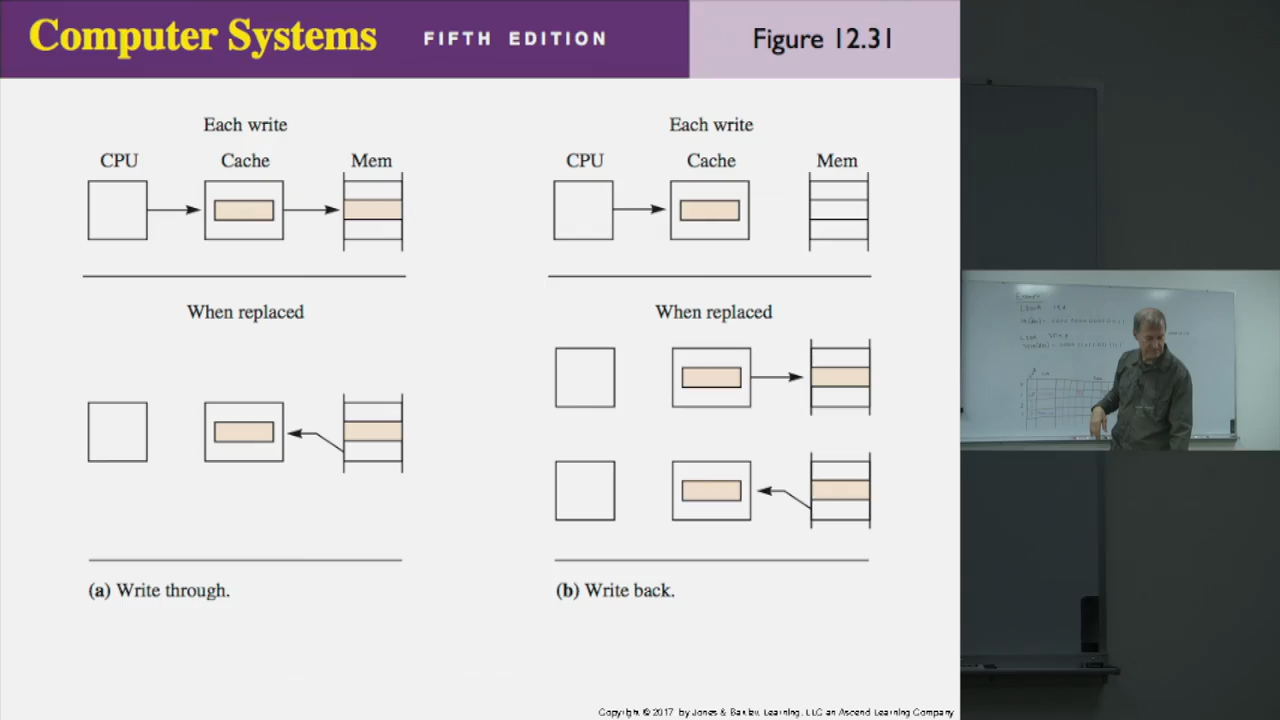 Computer Systems FIFTH EDITION Figure 12.31
Each write
CPU Cache Mem
When replaced
(a) Write through.
Each write
CPU Cache Mem
When replaced
(b) Write back.
Copyright © 2017 by Jones & Bartlett Learning, LLC an Ascend Learning Company